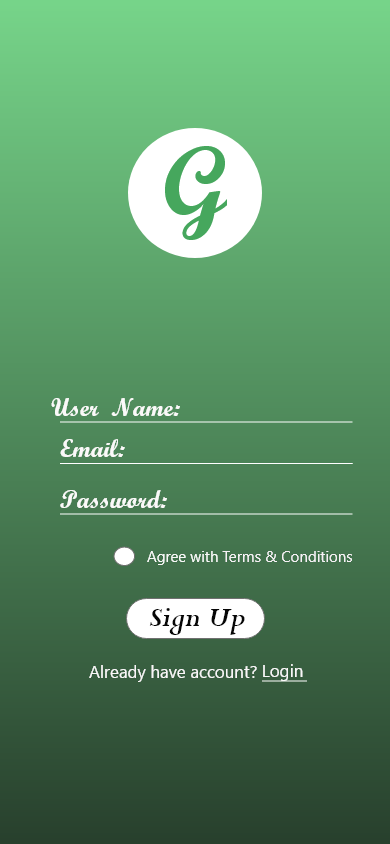 G
User Name:
Email:
Password:
Agree with Terms & Conditions
Sign Up
Already have account? Login